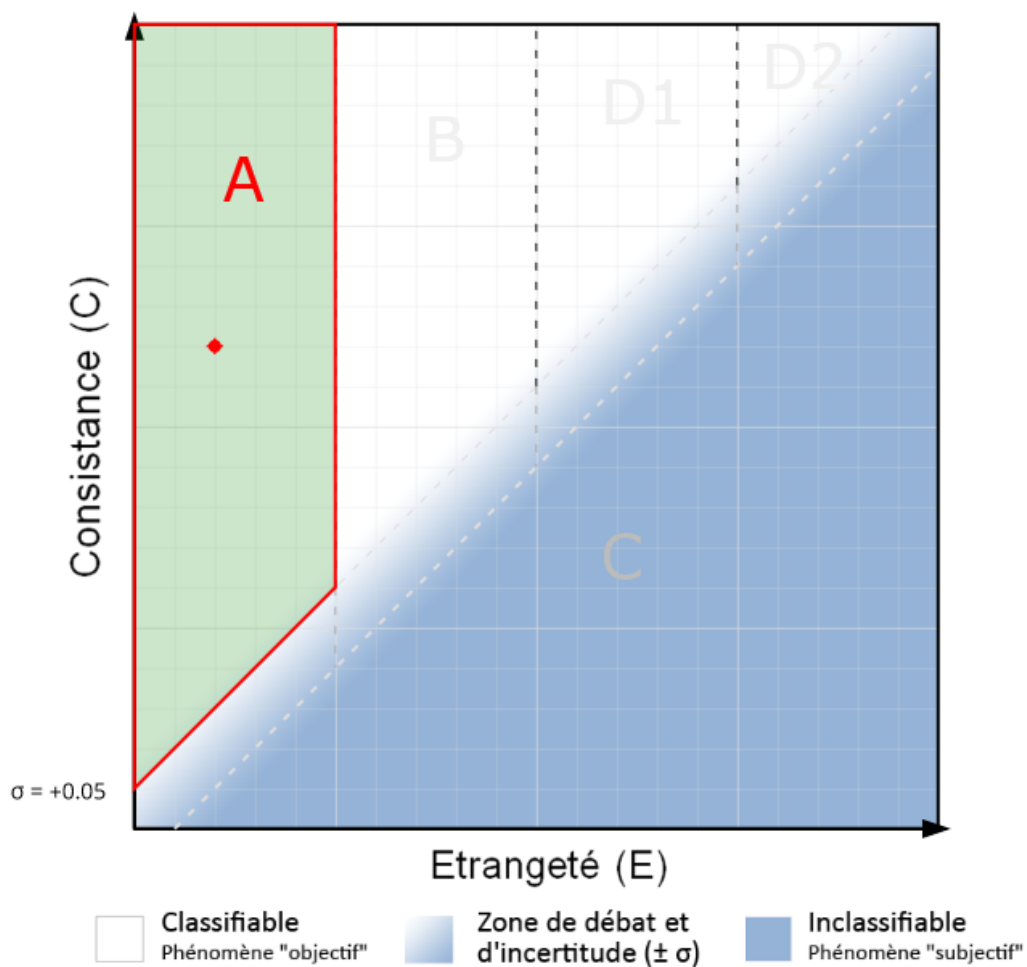 D2
D1
B
A
Consistance (C)
C
σ = +0.05
Etrangeté (E)
Classifiable
Phénomène "objectif"
Zone de débat et
d'incertitude (± σ)
Inclassifiable
Phénomène "subjectif"